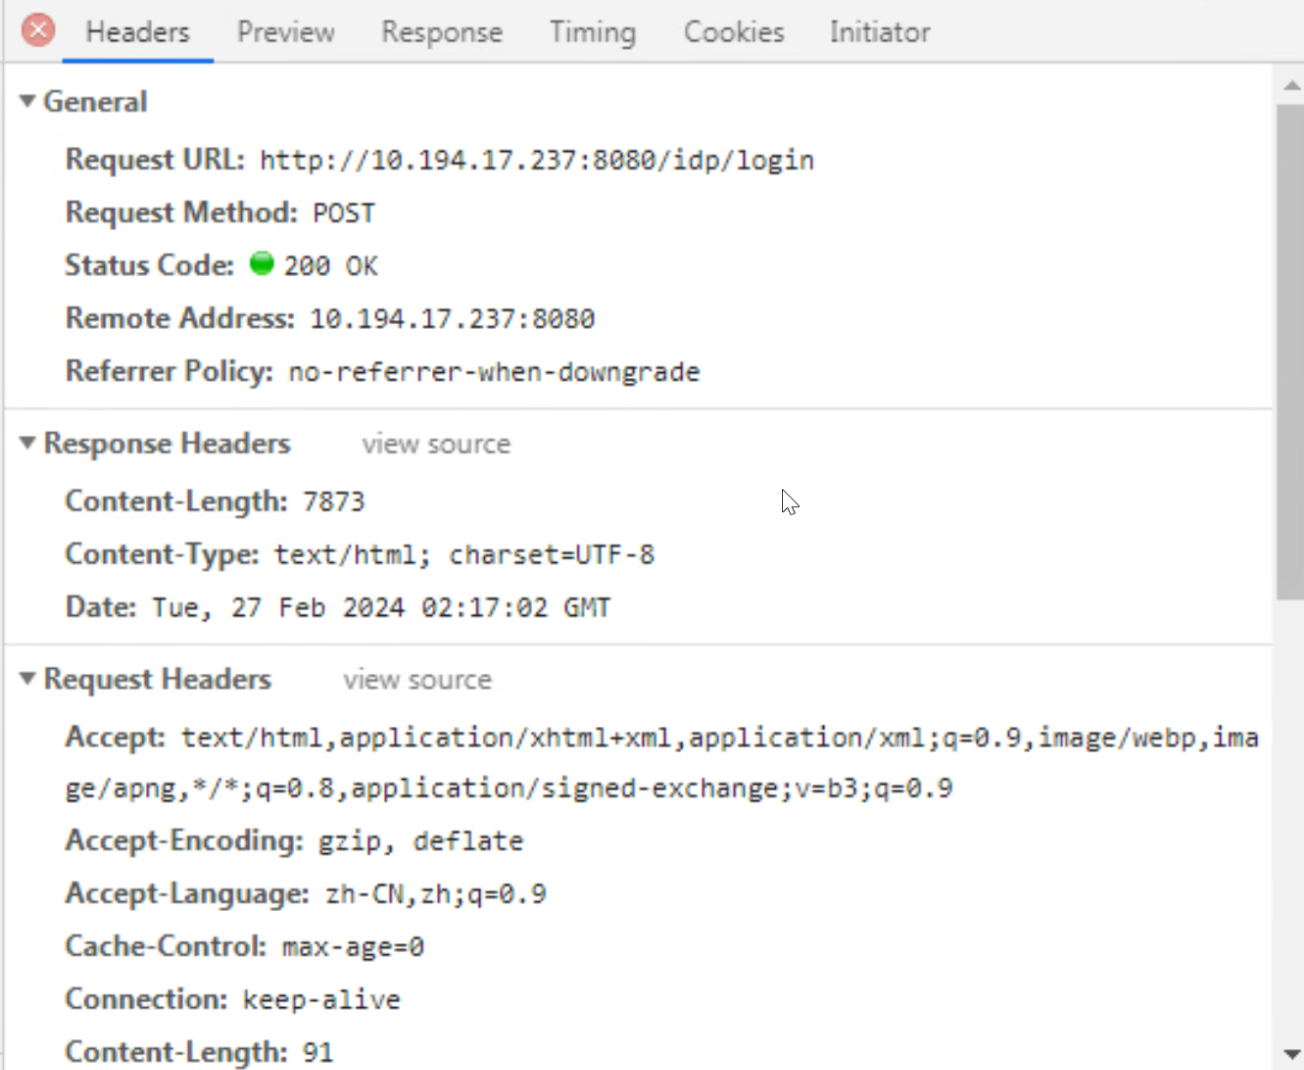 Headers Preview Response Timing Cookies Initiator
General
Request URL: http://10.194.17.237:8080/idp/login
Request Method: POST
Status Code: 200 OK
Remote Address: 10.194.17.237:8080
Referrer Policy: no-referrer-when-downgrade
Response Headers view source
Content-Length: 7873
Content-Type: text/html; charset=UTF-8
Date: Tue, 27 Feb 2024 02:17:02 GMT
Request Headers view source
Accept: text/html,application/xhtml+xml,application/xml;q=0.9,image/webp,ima
ge/apng,*/*;q=0.8,application/signed-exchange;v=b3;q=0.9
Accept-Encoding: gzip, deflate
Accept-Language: zh-CN,zh;q=0.9
Cache-Control: max-age=0
Connection: keep-alive
Content-Length: 91